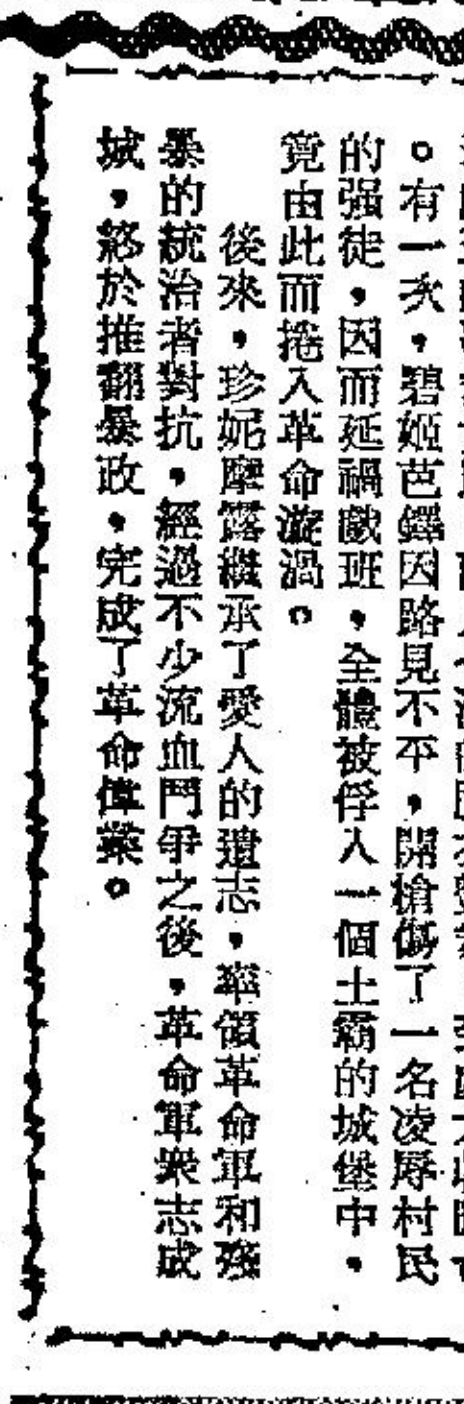 。有一次，碧姬芭鐸因路見不平，開槍傷了一名凌辱村民
的强徒，因而延禍戲班，全體被俘入一個土霸的城堡中，
竟由此而捲入革命漩渦。
後來，珍妮摩露繼承了愛人的遺志，率領革命軍和殘
暴的統治者對抗，經過不少流血鬥爭之後，革命軍衆志成
城，終於推翻暴政，完成了革命偉業。